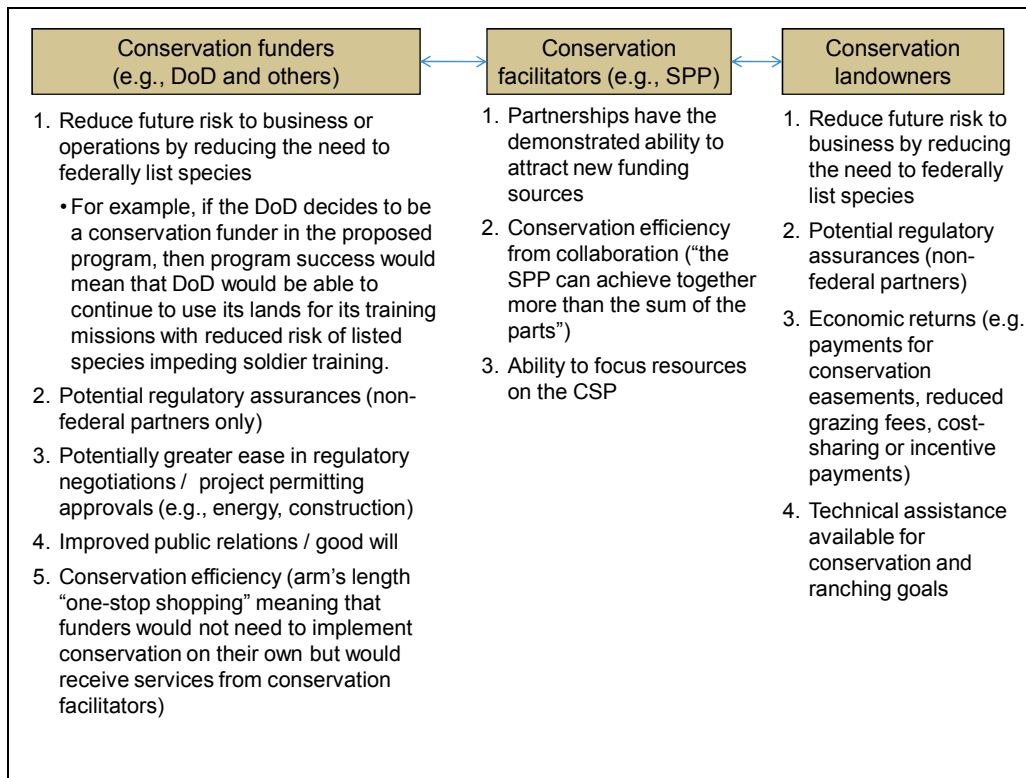 Conservation funders
(e.g., DoD and others)
1. Reduce future risk to business or
operations by reducing the need to
federally list species
• For example, if the DoD decides to be
a conservation funder in the proposed
program, then program success would
mean that DoD would be able to
continue to use its lands for its training
missions with reduced risk of listed
species impeding soldier training.
2. Potential regulatory assurances (non-
federal partners only)
3. Potentially greater ease in regulatory
negotiations / project permitting
approvals (e.g., energy, construction)
4. Improved public relations / good will
5. Conservation efficiency (arm’s length
“one-stop shopping” meaning that
funders would not need to implement
conservation on their own but would
receive services from conservation
facilitators)
Conservation
facilitators (e.g., SPP)
1. Partnerships have the
demonstrated ability to
attract new funding
sources
2. Conservation efficiency
from collaboration (“the
SPP can achieve together
more than the sum of the
parts”)
3. Ability to focus resources
on the CSP
Conservation
landowners
1. Reduce future risk to
business by reducing
the need to federally
list species
2. Potential regulatory
assurances (non-
federal partners)
3. Economic returns (e.g.
payments for
conservation
easements, reduced
grazing fees, cost-
sharing or incentive
payments)
4. Technical assistance
available for
conservation and
ranching goals